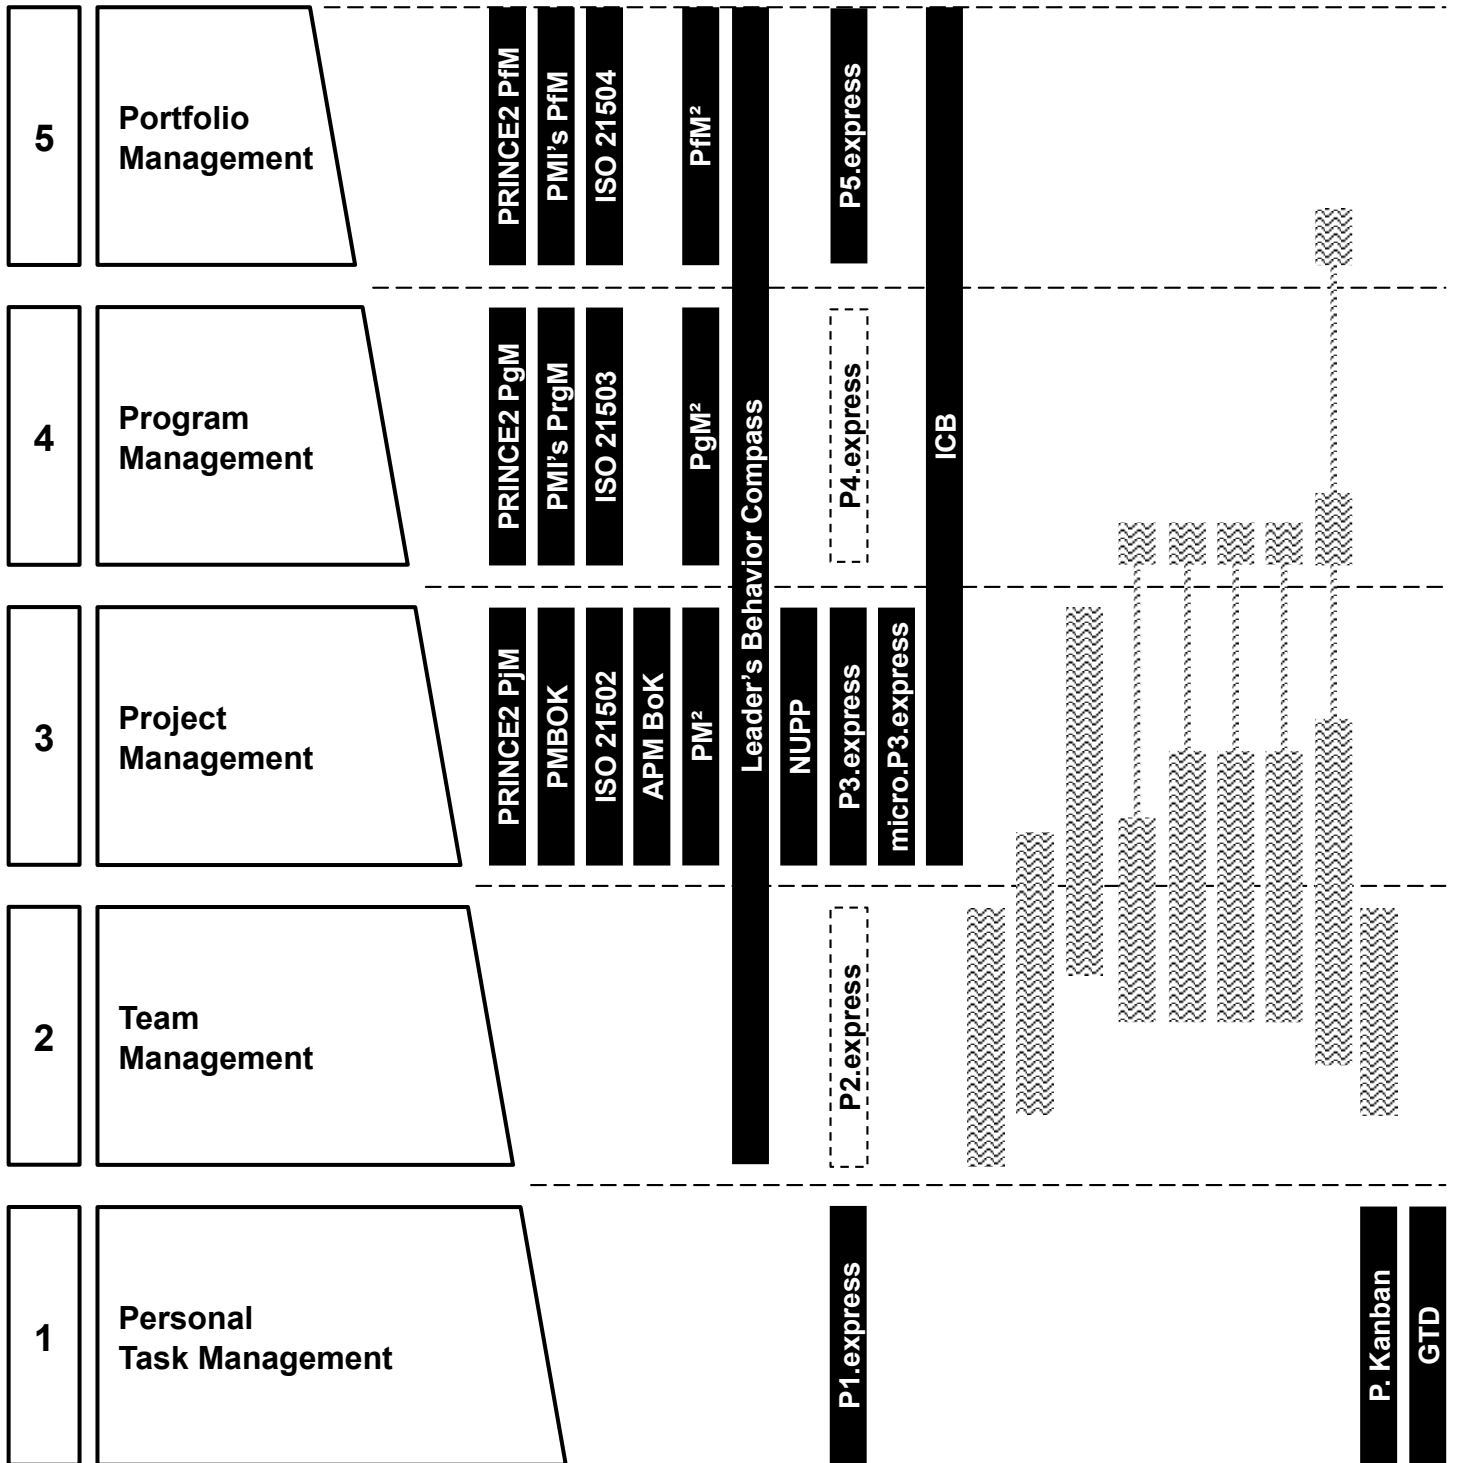 5
Portfolio
Management
PRINCE2 PfM
PMI's PfM
ISO 21504
PfM²
P5.express
4
Program
Management
PRINCE2 PgM
PMI's PrgM
ISO 21503
PgM²
Leader's Behavior Compass
P4.express
ICB
3
Project
Management
PRINCE2 PjM
PMBOK
ISO 21502
APM BoK
PM²
NUPP
P3.express
micro.P3.express
2
Team
Management
P2.express
1
Personal
Task Management
P1.express
P. Kanban
GTD